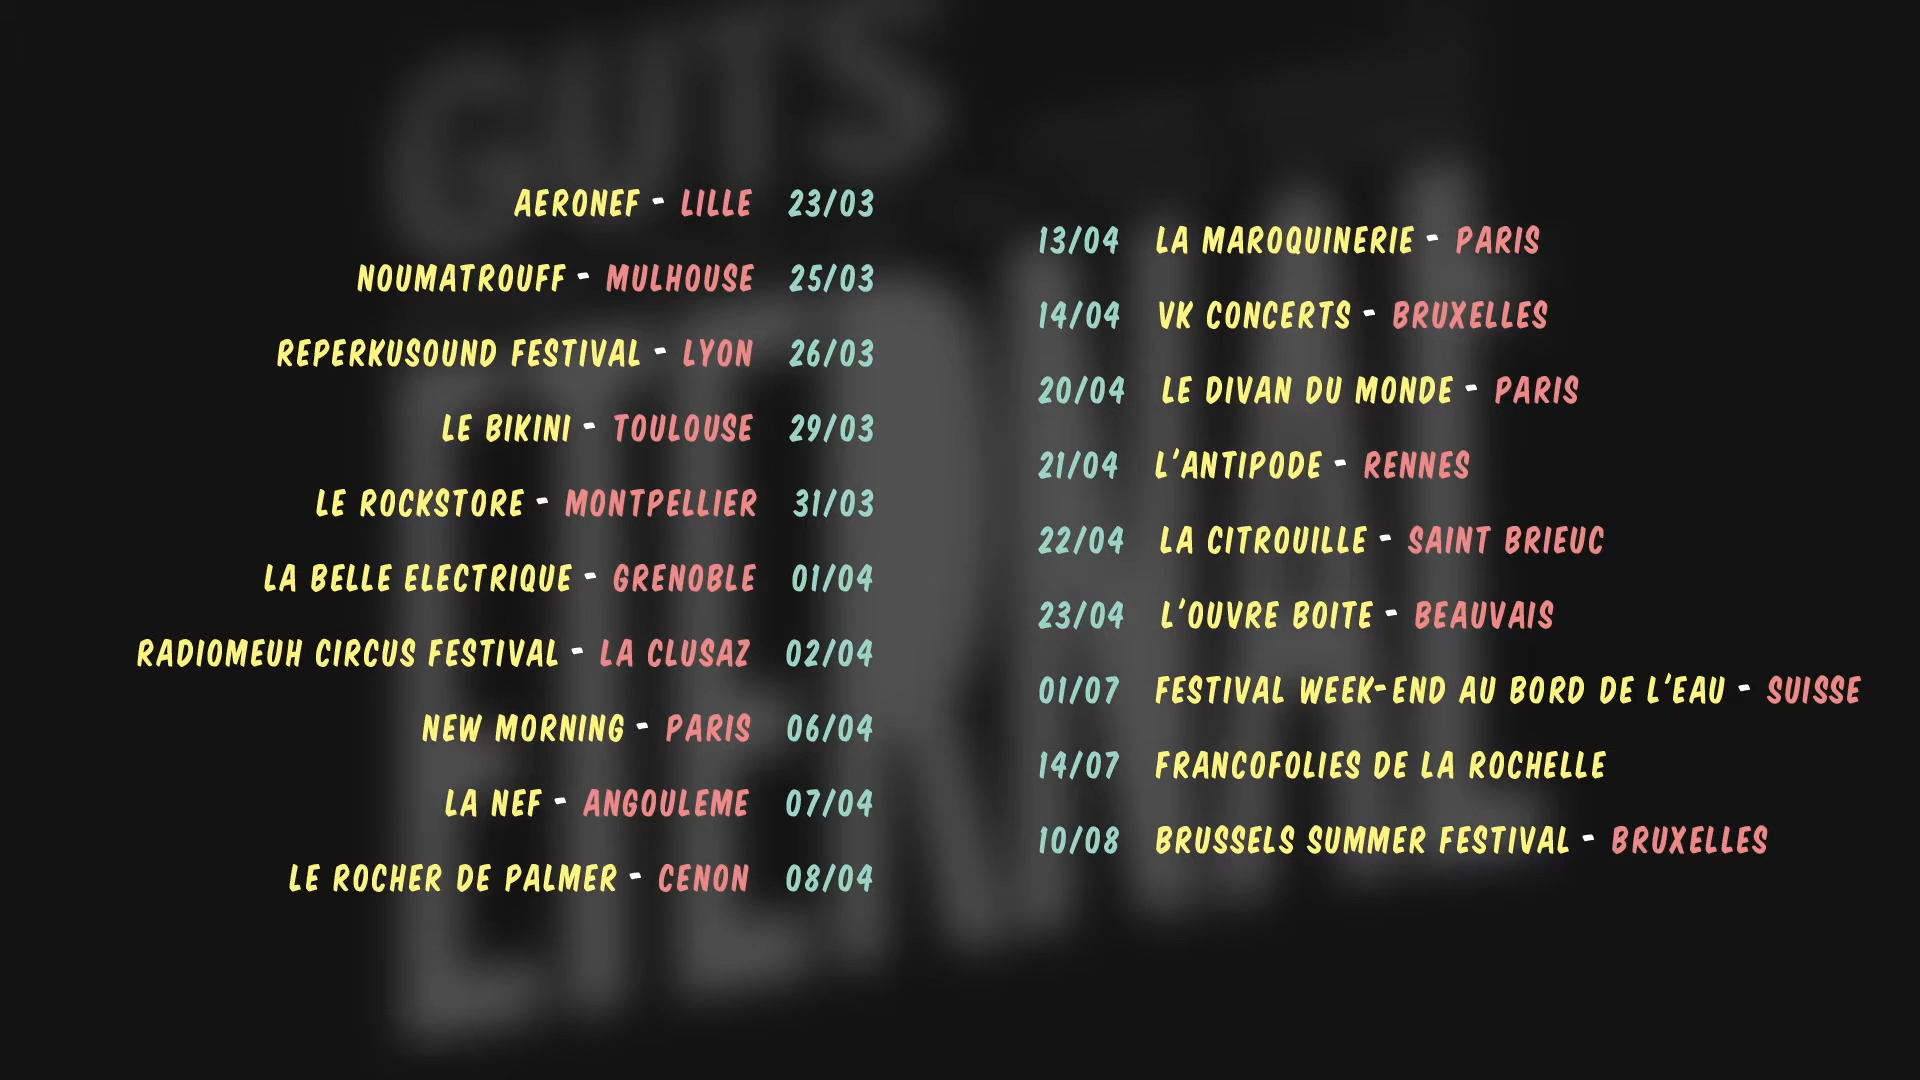 GUTS
ETERNAL
AERONEF - LILLE 23/03
NOUMATROUFF - MULHOUSE 25/03
REPERKUSOUND FESTIVAL - LYON 26/03
LE BIKINI - TOULOUSE 29/03
LE ROCKSTORE - MONTPELLIER 31/03
LA BELLE ELECTRIQUE - GRENOBLE 01/04
RADIOMEUH CIRCUS FESTIVAL - LA CLUSAZ 02/04
NEW MORNING - PARIS 06/04
LA NEF - ANGOULEME 07/04
LE ROCHER DE PALMER - CENON 08/04
13/04 LA MAROQUINERIE - PARIS
14/04 VK CONCERTS - BRUXELLES
20/04 LE DIVAN DU MONDE - PARIS
21/04 L'ANTIPODE - RENNES
22/04 LA CITROUILLE - SAINT BRIEUC
23/04 L'OUVRE BOITE - BEAUVAIS
01/07 FESTIVAL WEEK-END AU BORD DE L'EAU - SUISSE
14/07 FRANCOFOLIES DE LA ROCHELLE
10/08 BRUSSELS SUMMER FESTIVAL - BRUXELLES